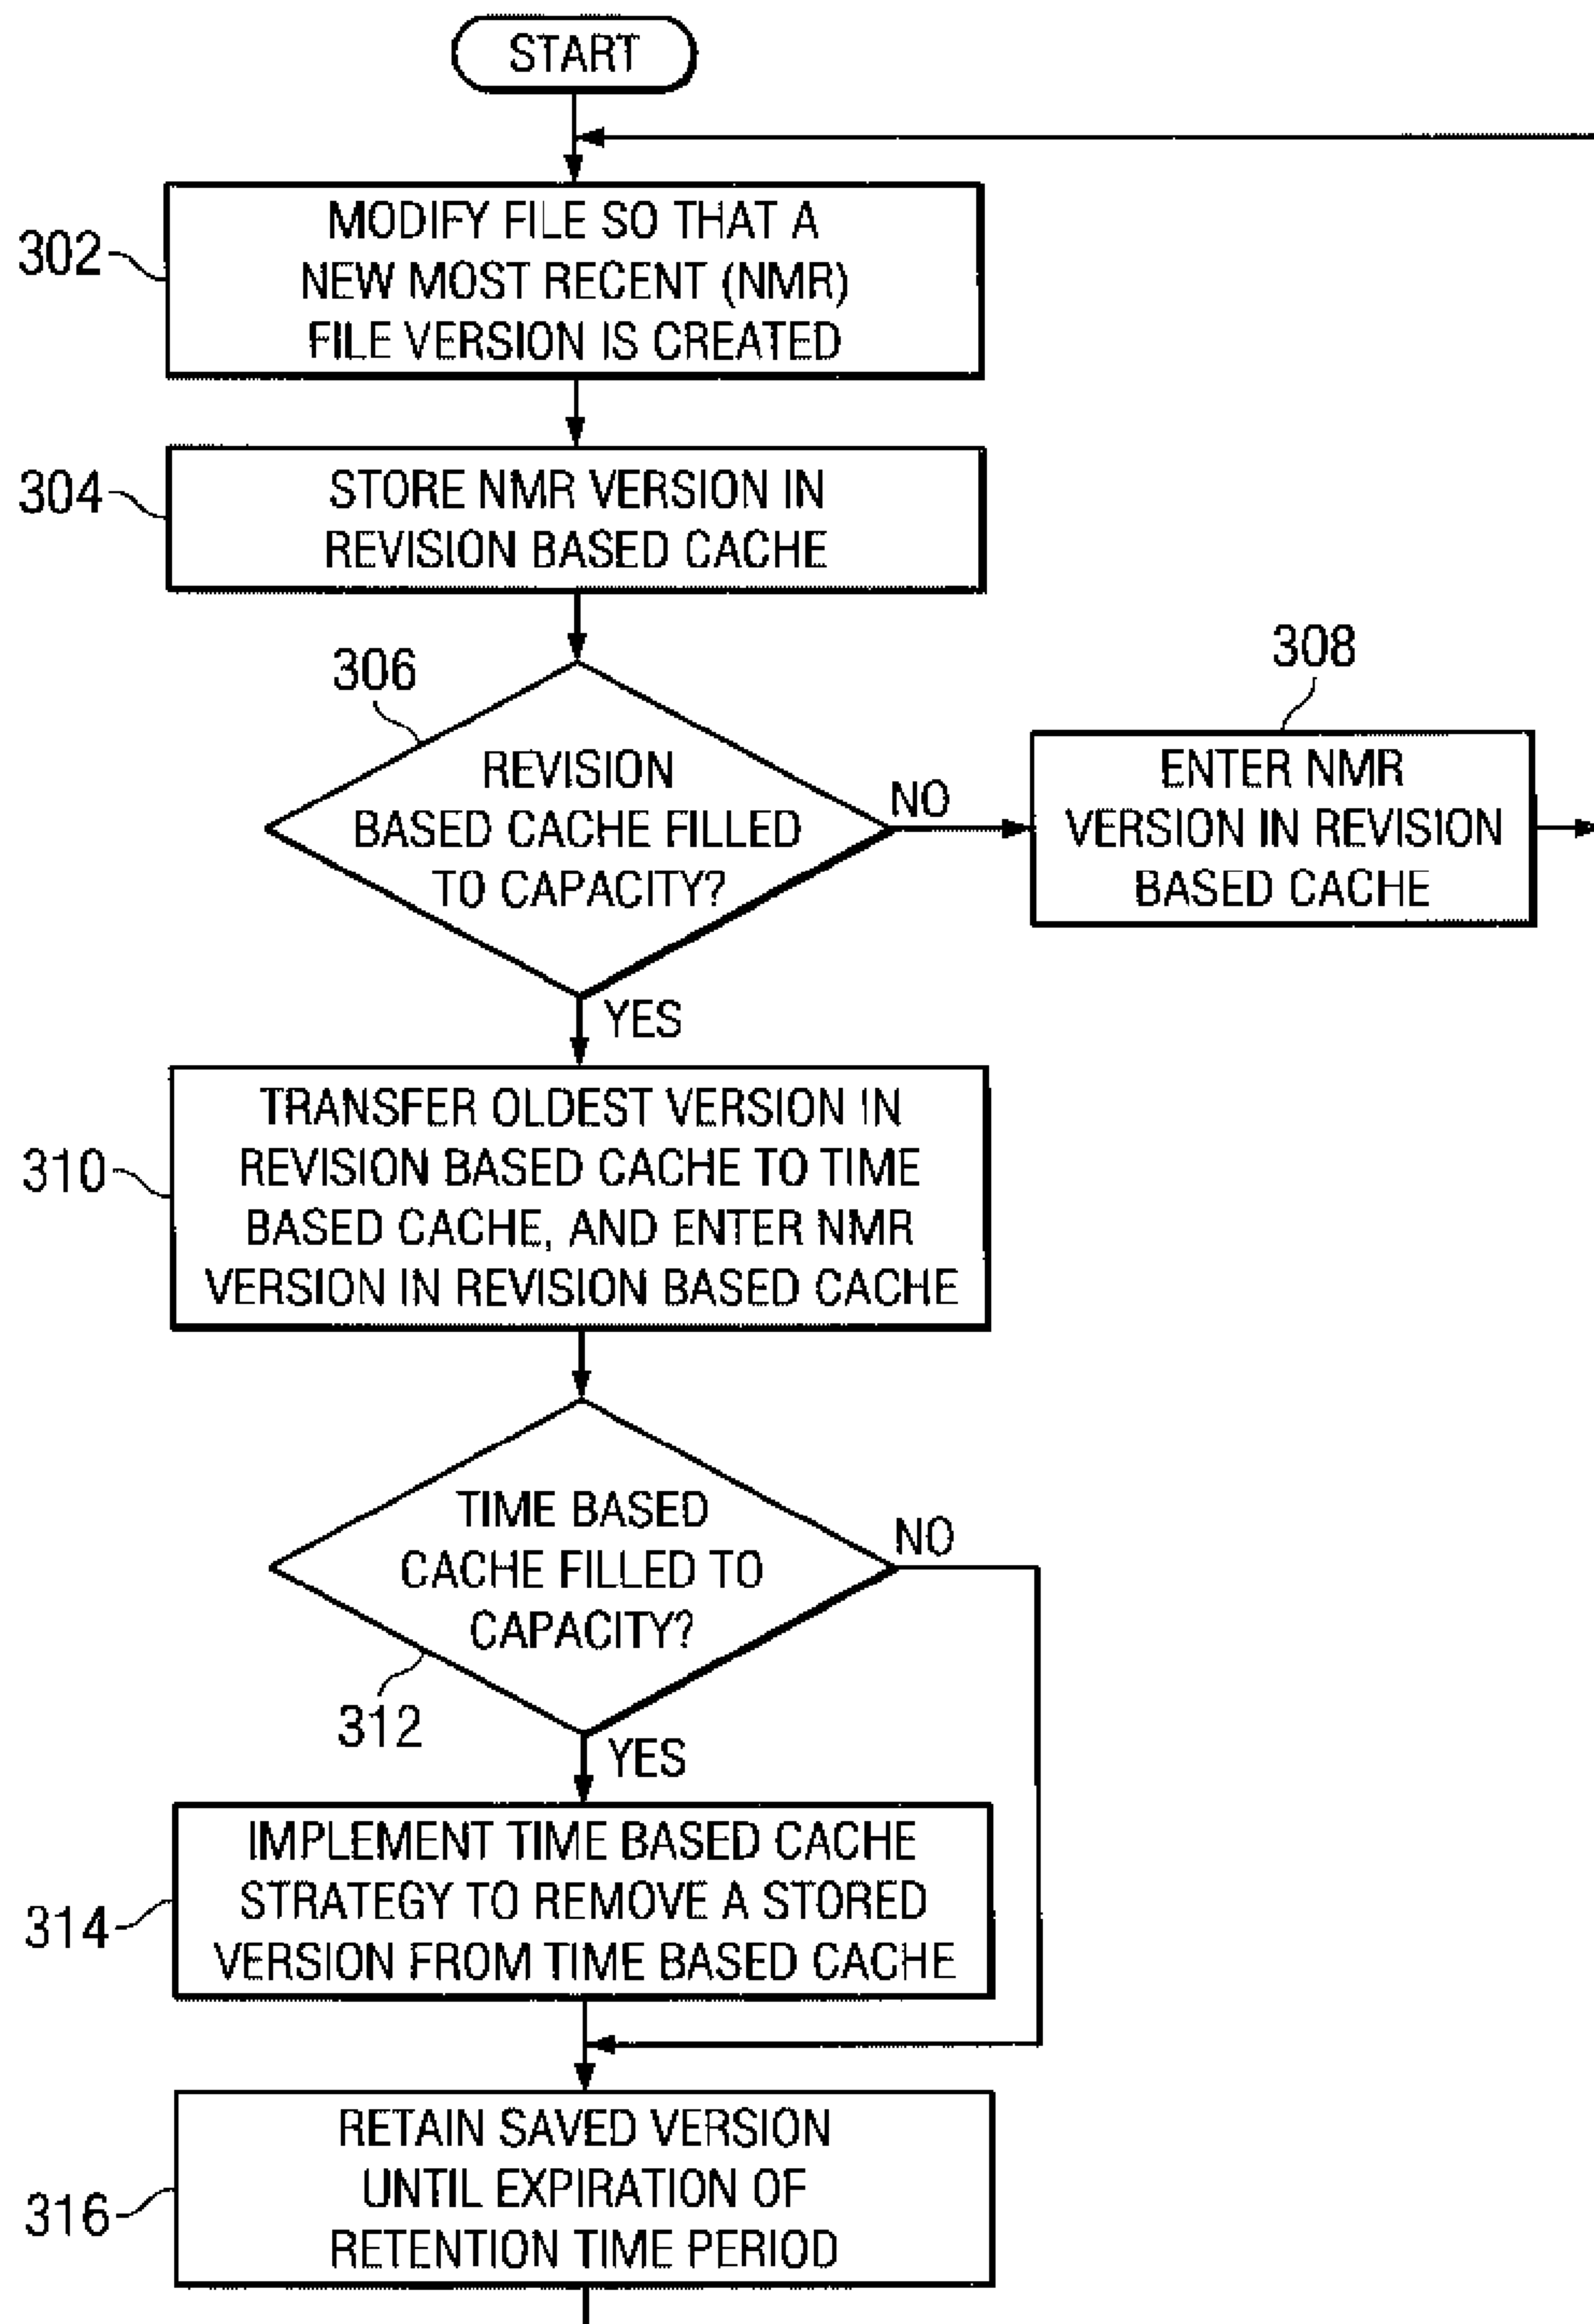 START
302
MODIFY FILE SO THAT A
NEW MOST RECENT (NMR)
FILE VERSION IS CREATED
304
STORE NMR VERSION IN
REVISION BASED CACHE
306
REVISION
BASED CACHE FILLED
TO CAPACITY?
NO
308
ENTER NMR
VERSION IN REVISION
BASED CACHE
YES
310
TRANSFER OLDEST VERSION IN
REVISION BASED CACHE TO TIME
BASED CACHE, AND ENTER NMR
VERSION IN REVISION BASED CACHE
TIME BASED
CACHE FILLED TO
CAPACITY?
NO
312
YES
314
IMPLEMENT TIME BASED CACHE
STRATEGY TO REMOVE A STORED
VERSION FROM TIME BASED CACHE
316
RETAIN SAVED VERSION
UNTIL EXPIRATION OF
RETENTION TIME PERIOD